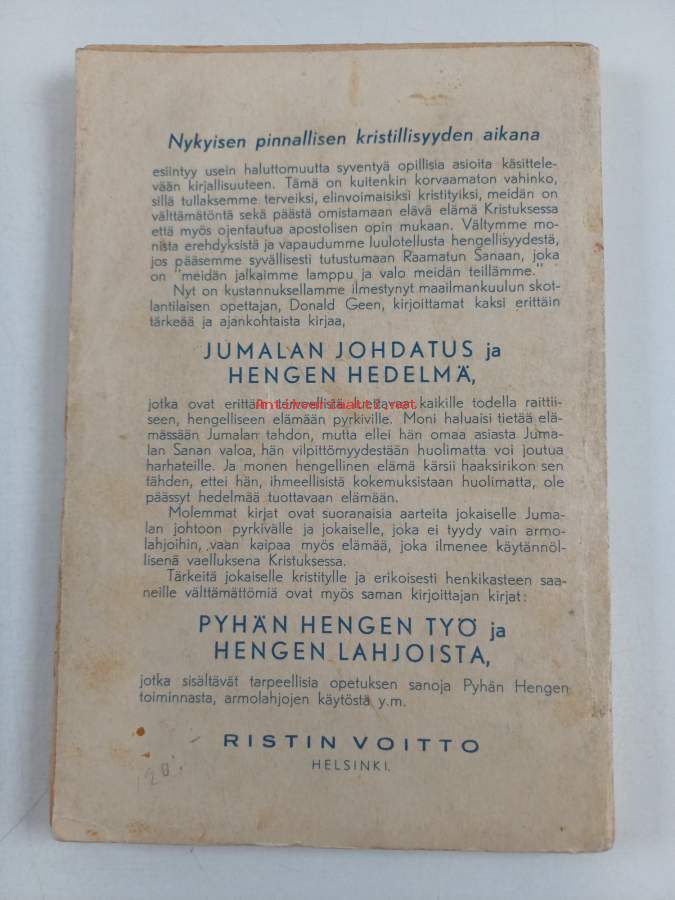 Nykyisen pinnallisen kristillisyyden aikana
esiintyy usein haluttomuutta syventyä opillisia asioita käsittele-
vään kirjallisuuteen. Tämä on kuitenkin korvaamaton vahinko,
sillä tullaksemme terveiksi, elinvoimaisiksi kristityiksi, meidän on
välttämätöntä sekä päästä omistamaan elävä elämä Kristuksessa
että myös ojentautua apostolisen opin mukaan. Vältymme mo-
nista erehdyksistä ja vapaudumme luulotellusta hengellisyydestä,
jos pääsemme syvällisesti tutustumaan Raamatun Sanaan, joka
on "meidän jalkaimme lamppu ja valo meidän teillämme."
Nyt on kustannuksellamme ilmestynyt maailmankuulun skot-
lantilaisen opettajan, Donald Geen, kirjoittamat kaksi erittäin
tärkeää ja ajankohtaista kirjaa,
JUMALAN JOHDATUS ja
HENGEN HEDELMÄ,
jotka ovat erittäin terveellistä luettavaa kaikille todella raittii-
Antikvariaatit.net
seen, hengelliseen elämään pyrkiville. Moni haluaisi tietää elä-
mässään Jumalan tahdon, mutta ellei hän omaa asiasta Juma-
lan Sanan valoa, hän vilpittömyydestään huolimatta voi joutua
harhateille. Ja monen hengellinen elämä kärsii haaksirikon sen
tähden, ettei hän, ihmeellisistä kokemuksistaan huolimatta, ole
päässyt hedelmää tuottavaan elämään.
Molemmat kirjat ovat suoranaisia aarteita jokaiselle Juma-
lan johtoon pyrkivälle ja jokaiselle, joka ei tyydy vain armo-
lahjoihin, vaan kaipaa myös elämää, joka ilmenee käytännöl-
lisenä vaelluksena Kristuksessa.
Tärkeitä jokaiselle kristitylle ja erikoisesti henkikasteen saa-
neille välttämättömiä ovat myös saman kirjoittajan kirjat:
PYHÄN HENGEN TYÖ ja
HENGEN LAHJOISTA,
jotka sisältävät tarpeellisia opetuksen sanoja Pyhän Hengen
toiminnasta, armolahjojen käytöstä y.m.
RISTIN VOITTO
HELSINKI.